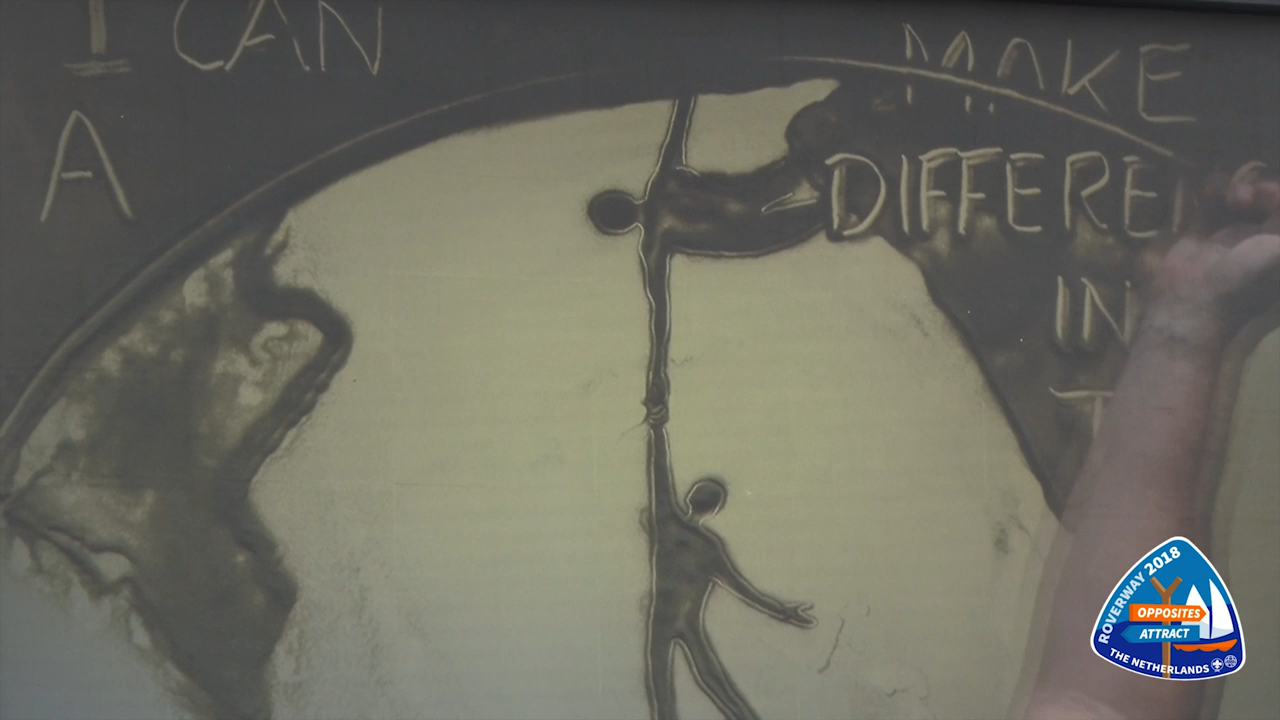 I CAN MAKE
A DIFFERE
IN
T
ROVERWAY 2018
OPPOSITES
ATTRACT
THE NETHERLANDS